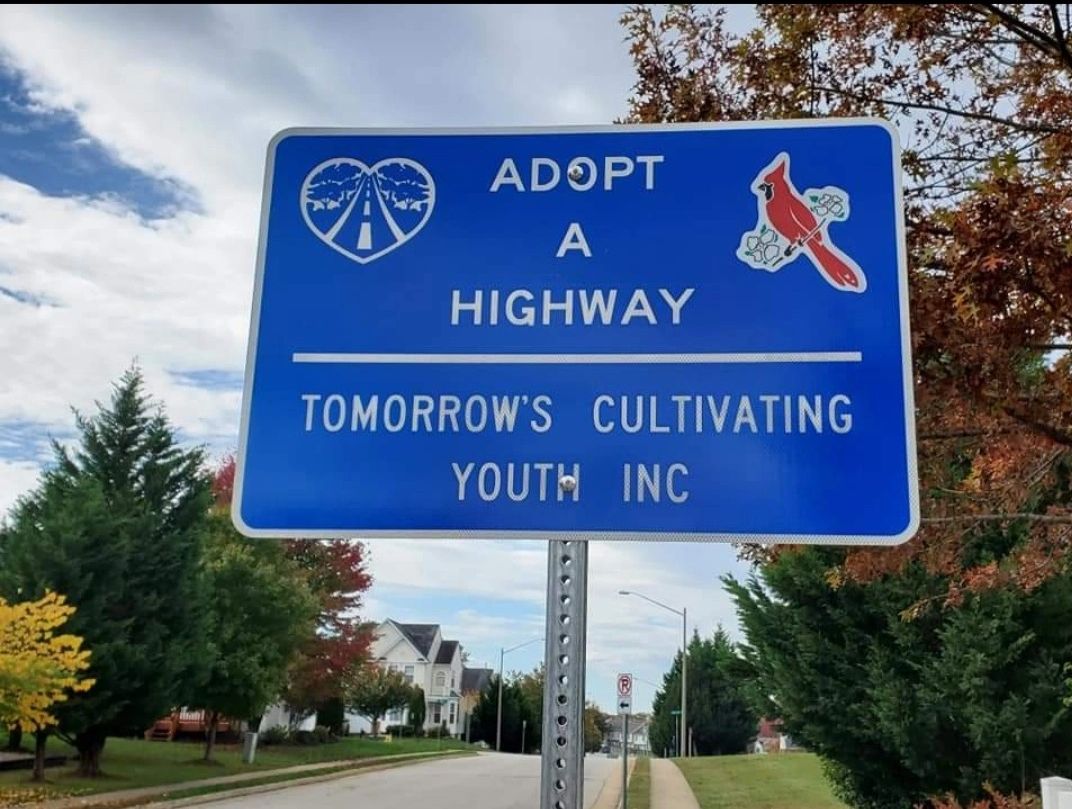 ADOPT
A
HIGHWAY
TOMORROW'S CULTIVATING
YOUTH INC
P